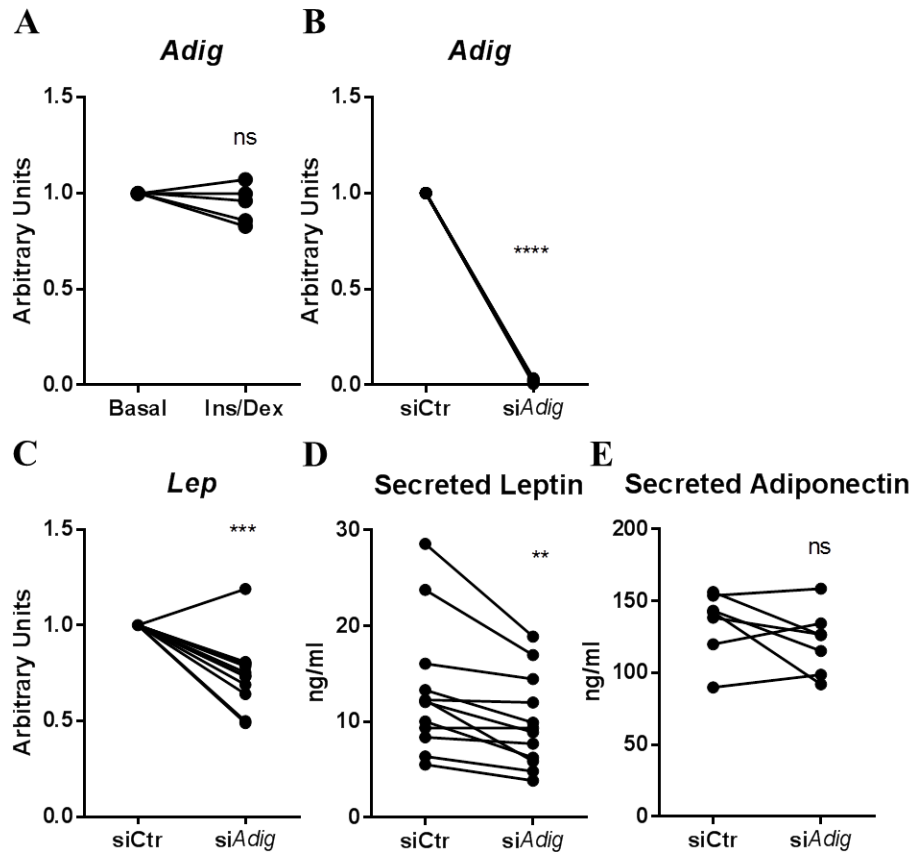 A
Adig
Arbitrary Units
1.5
1.0
0.5
0.0
ns
Basal
Ins/Dex
B
Adig
Arbitrary Units
1.5
1.0
0.5
0.0
****
siCtr
siAdig
C
Lep
Arbitrary Units
1.5
1.0
0.5
0.0
***
siCtr
siAdig
D
Secreted Leptin
ng/ml
30
20
10
0
**
siCtr
siAdig
E
Secreted Adiponectin
ng/ml
200
150
100
50
0
ns
siCtr
siAdig